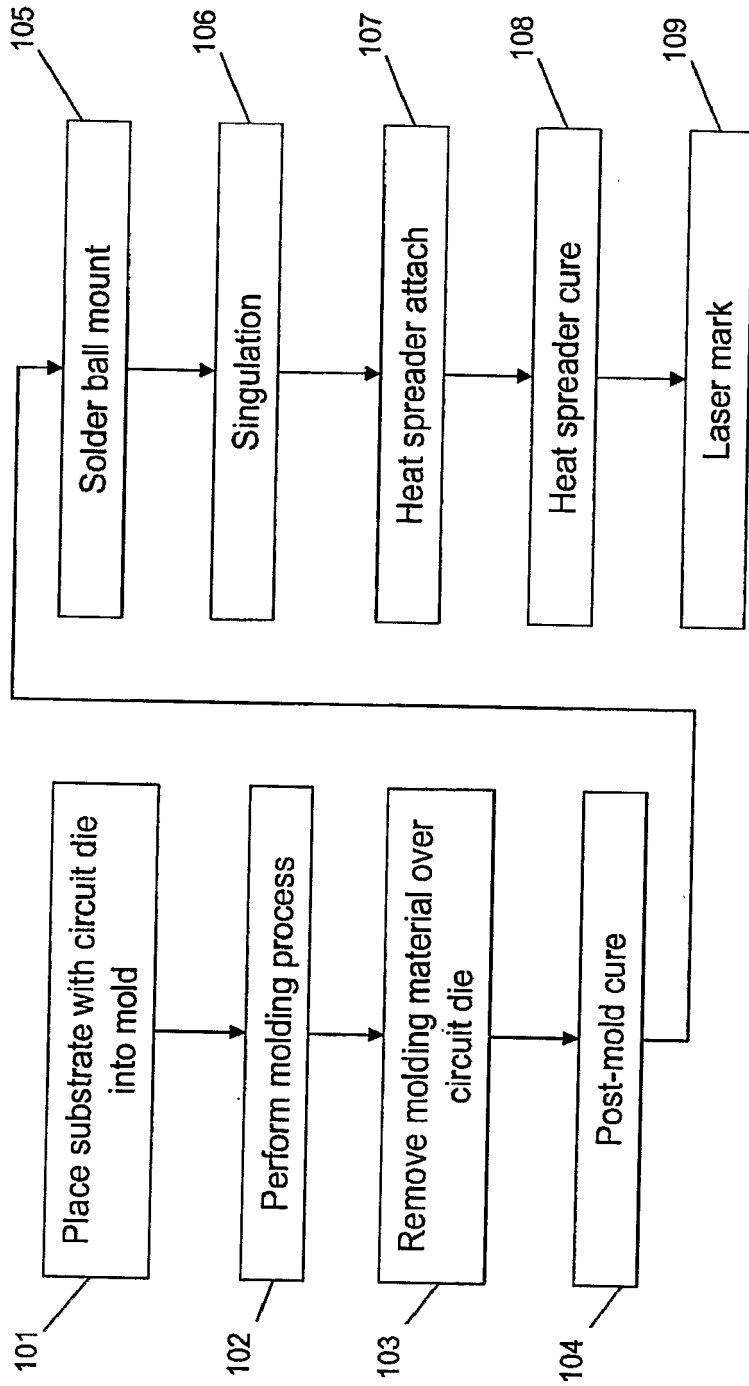 101
Place substrate with circuit die
into mold
102
Perform molding process
103
Remove molding material over
circuit die
104
Post-mold cure
105
Solder ball mount
106
Singulation
107
Heat spreader attach
108
Heat spreader cure
109
Laser mark